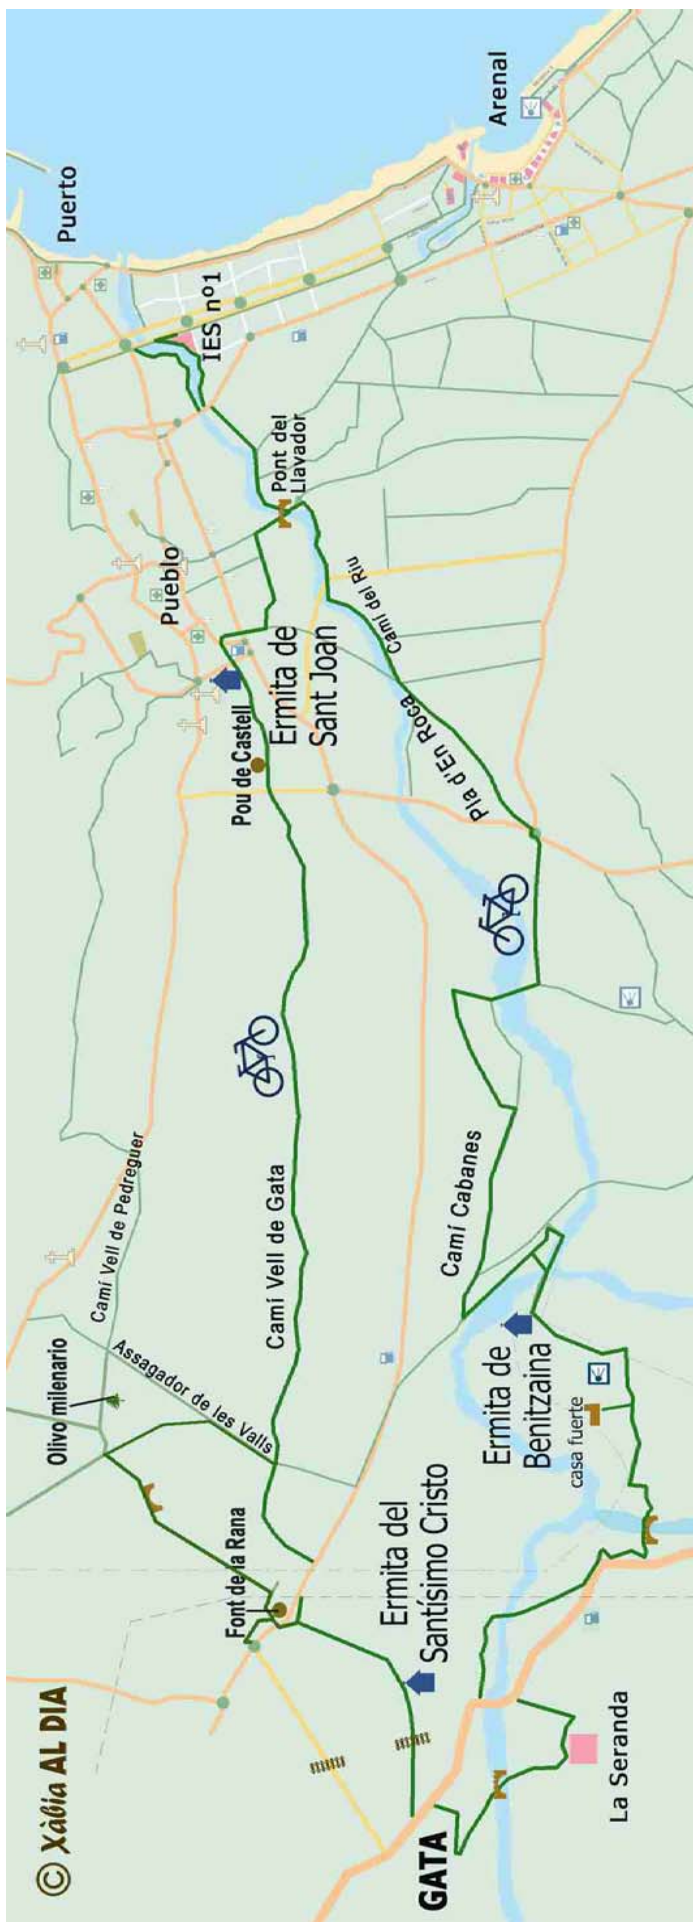 © Xàbia AL DIA
Olivo milenario
Camí Vell de Pedreguer
Assagador de les Valls
Font de la Rana
Camí Vell de Gata
Pou de Castell
Pueblo
Puerto
IES nº1
Ermita de
Sant Joan
Pont del
Llavador
Camí del Riu
Pla d'En Roca
Arenal
Ermita del
Santísimo Cristo
Camí Cabanes
Ermita de
Benitzaina
casa fuerte
GATA
La Seranda